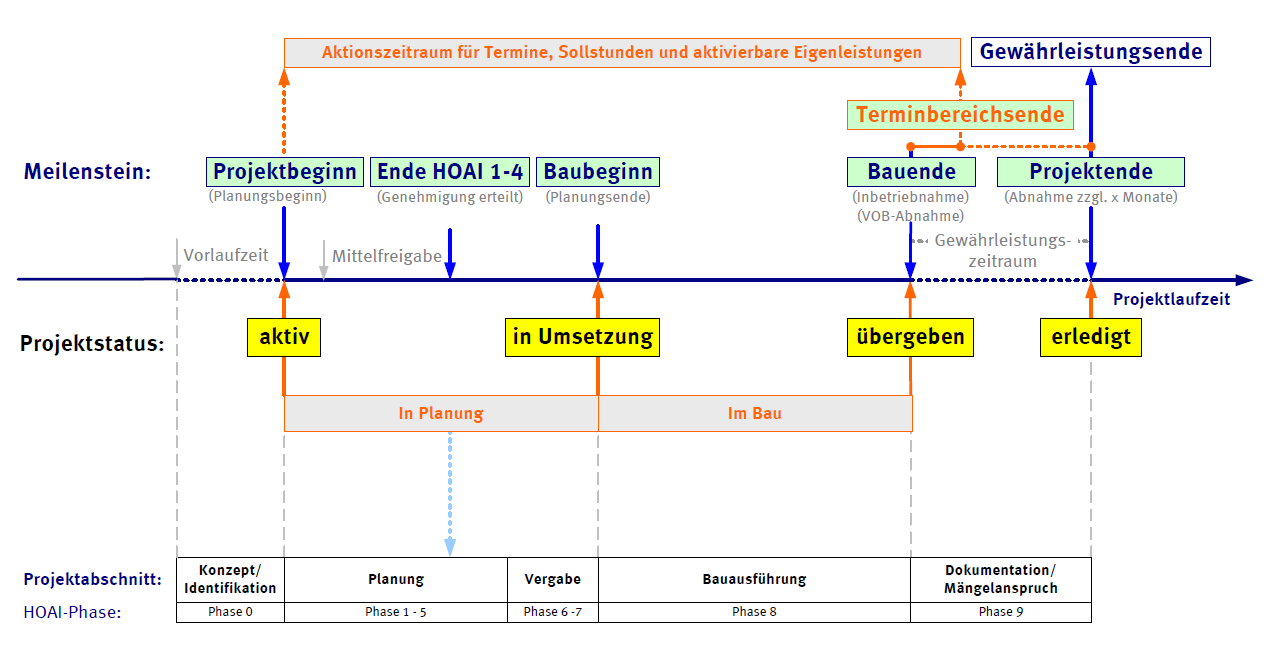 Aktionszeitraum für Termine, Sollstunden und aktivierbare Eigenleistungen
Gewährleistungsende
Terminbereichsende
Meilenstein:
Projektbeginn
(Planungsbeginn)
Ende HOAI 1-4
(Genehmigung erteilt)
Baubeginn
(Planungsende)
Bauende
(Inbetriebnahme)
(VOB-Abnahme)
Projektende
(Abnahme zzgl. x Monate)
Vorlaufzeit
Mittelfreigabe
Gewährleistungs-
zeitraum
Projektlaufzeit
Projektstatus:
aktiv
in Umsetzung
übergeben
erledigt
In Planung
Im Bau
Projektabschnitt:
Konzept/
Identifikation
Planung
Vergabe
Bauausführung
Dokumentation/
Mängelanspruch
HOAI-Phase:
Phase 0
Phase 1 - 5
Phase 6 -7
Phase 8
Phase 9